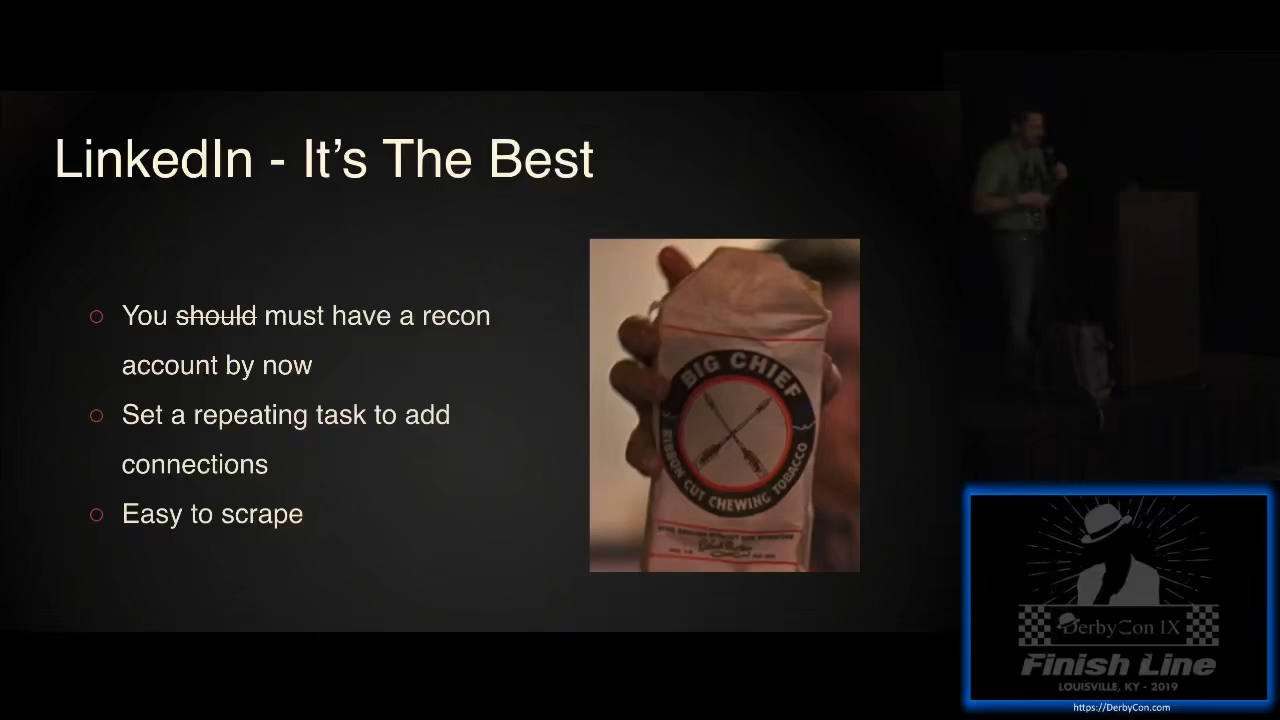 LinkedIn - It's The Best
You should must have a recon
account by now
Set a repeating task to add
connections
Easy to scrape
BIG CHIEF
RIBBON CUT CHEWING TOBACCO
DerbyCon IX
Finish Line
LOUISVILLE, KY - 2019
https://DerbyCon.com